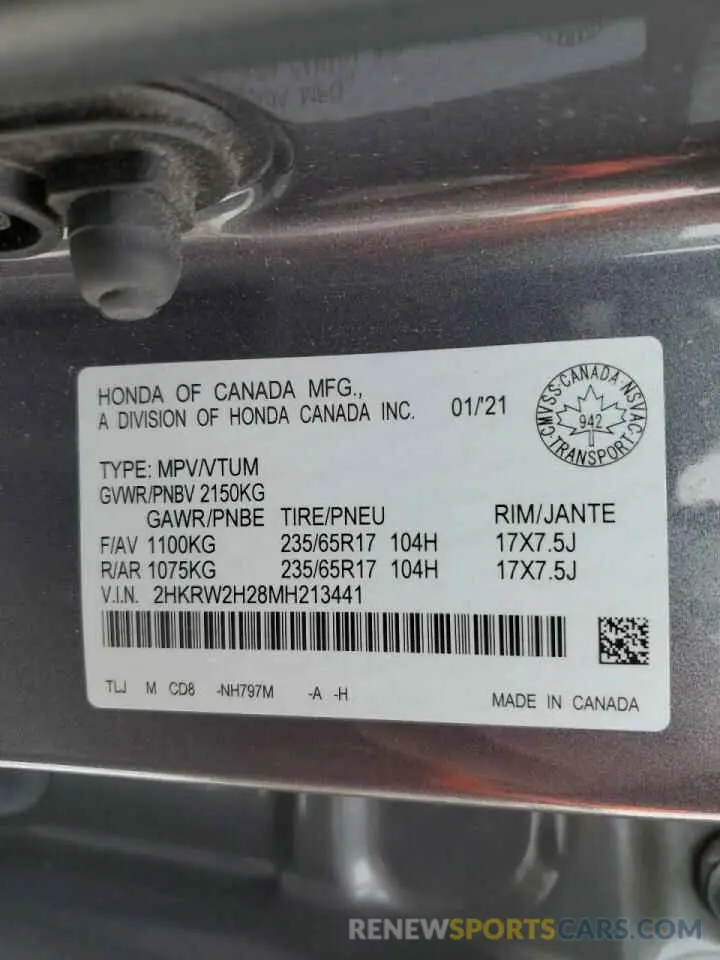 HONDA OF CANADA MFG.,
A DIVISION OF HONDA CANADA INC. 01/'21
CMVSS·CANADA·NSVAC
942
TRANSPORT
TYPE: MPV/VTUM
GVWR/PNBV 2150KG
GAWR/PNBE TIRE/PNEU RIM/JANTE
F/AV 1100KG 235/65R17 104H 17X7.5J
R/AR 1075KG 235/65R17 104H 17X7.5J
V.I.N. 2HKRW2H28MH213441
TLJ M CD8 -NH797M -A -H
MADE IN CANADA
RENEWSPORTSCARS.COM